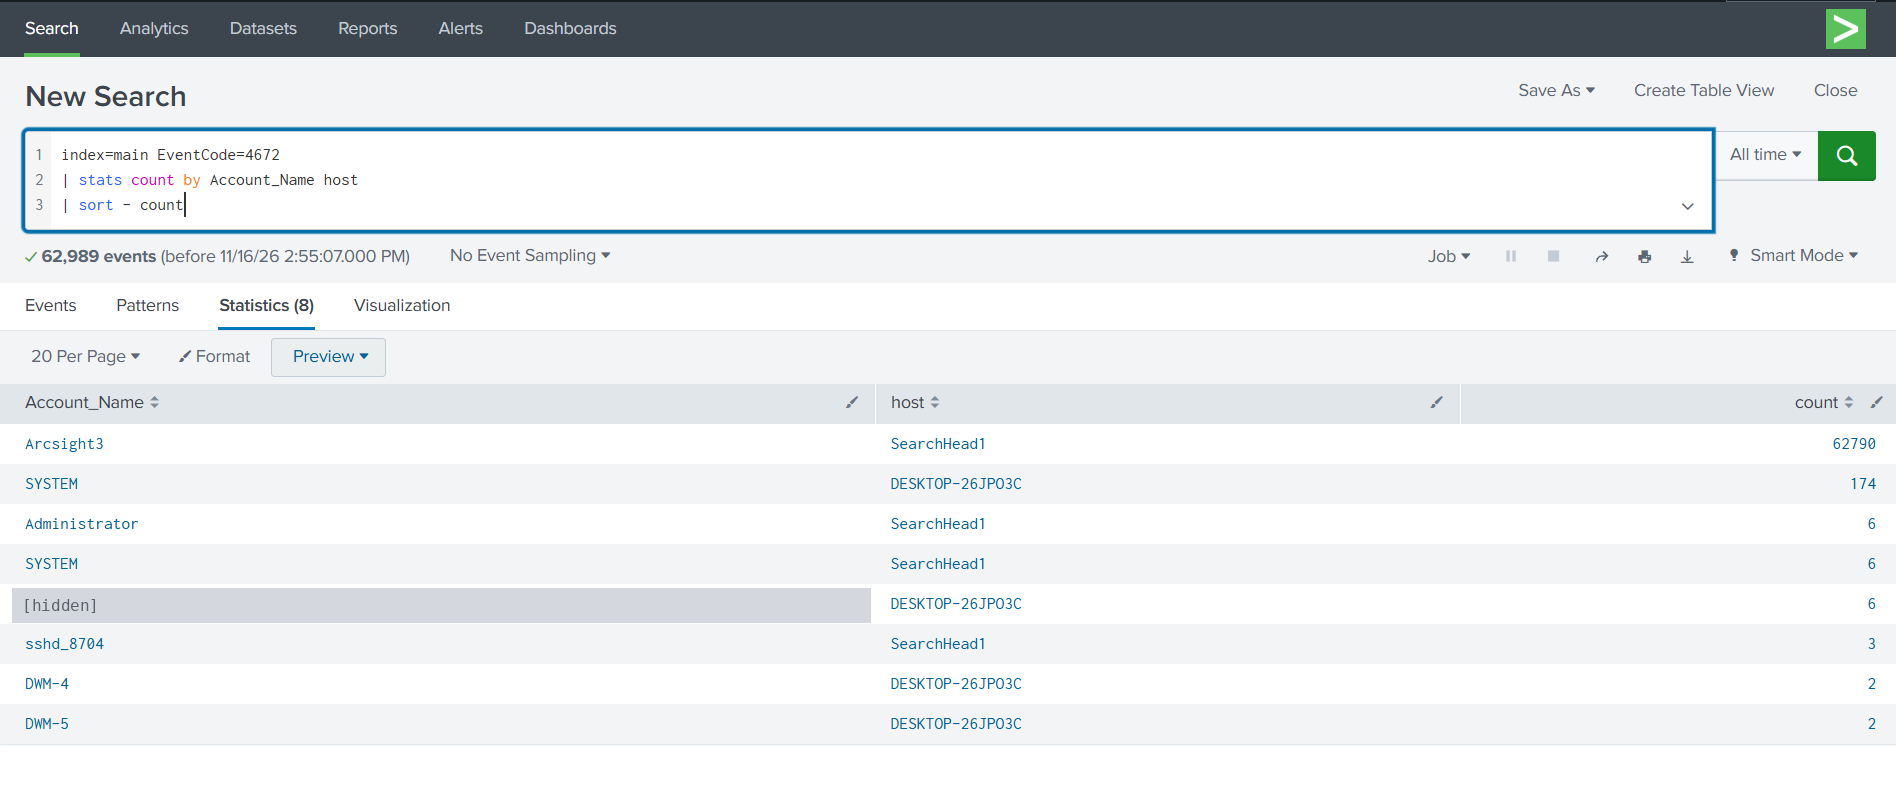 Search Analytics Datasets Reports Alerts Dashboards
New Search
Save As Create Table View Close
1 index=main EventCode=4672
2 | stats count by Account_Name host
3 | sort - count
All time
62,989 events (before 11/16/26 2:55:07.000 PM) No Event Sampling Job Smart Mode
Events Patterns Statistics (8) Visualization
20 Per Page Format Preview
Account_Name host count
Arcsight3 SearchHead1 62790
SYSTEM DESKTOP-26JPO3C 174
Administrator SearchHead1 6
SYSTEM SearchHead1 6
[hidden] DESKTOP-26JPO3C 6
sshd_8704 SearchHead1 3
DWM-4 DESKTOP-26JPO3C 2
DWM-5 DESKTOP-26JPO3C 2